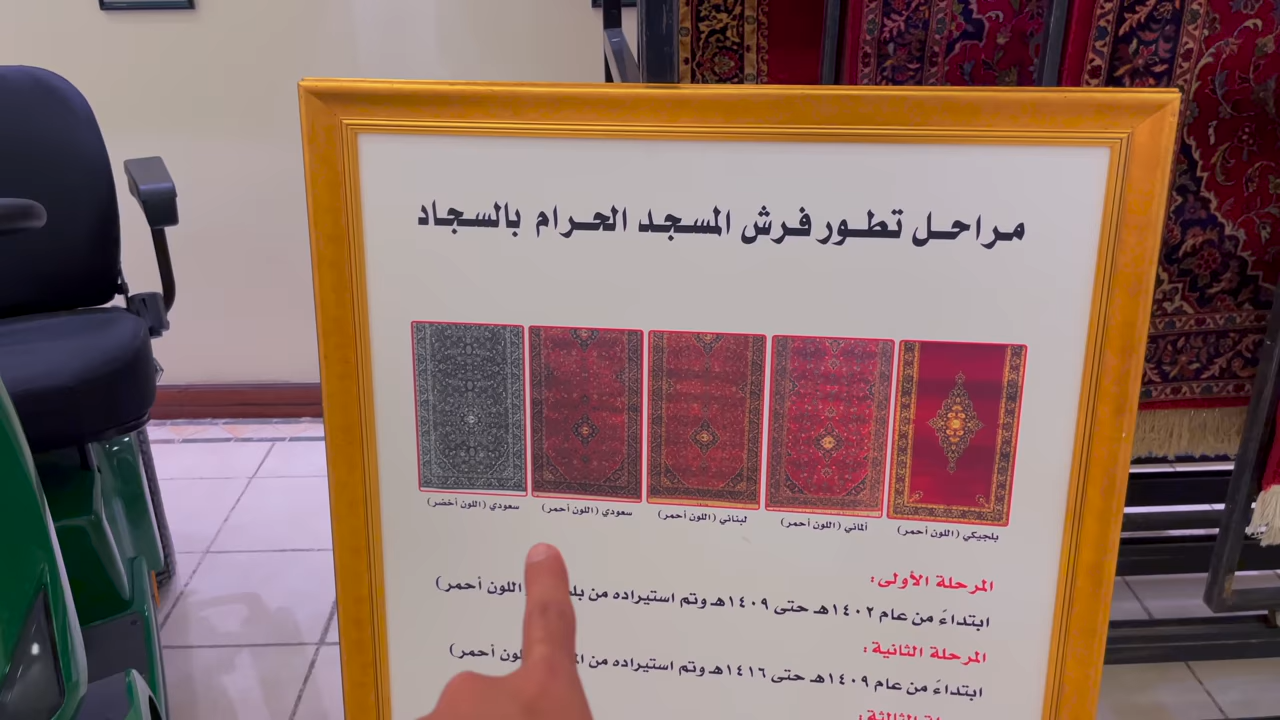 مراحل تطور فرش المسجد الحرام بالسجاد
بلجيكي (اللون أحمر)
ألماني (اللون أحمر)
لبناني (اللون أحمر)
سعودي (اللون أحمر)
سعودي (اللون أخضر)
المرحلة الأولى:
ابتداءً من عام ١٤٠٢هـ حتى ١٤٠٩هـ وتم استيراده من اللون أحمر)
المرحلة الثانية:
ابتداءً من عام ١٤٠٩هـ حتى ١٤١٦هـ وتم استيراده من أحمر)